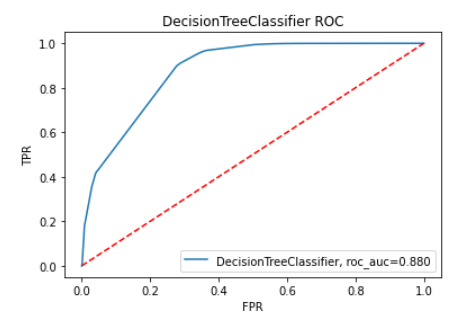 DecisionTreeClassifier ROC
1.0
0.8
0.6
0.4
0.2
0.0
TPR
DecisionTreeClassifier, roc_auc=0.880
0.0 0.2 0.4 0.6 0.8 1.0
FPR